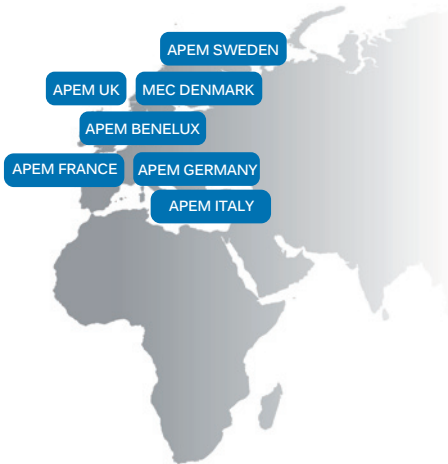 APEM SWEDEN
APEM UK
MEC DENMARK
APEM BENELUX
APEM FRANCE
APEM GERMANY
APEM ITALY